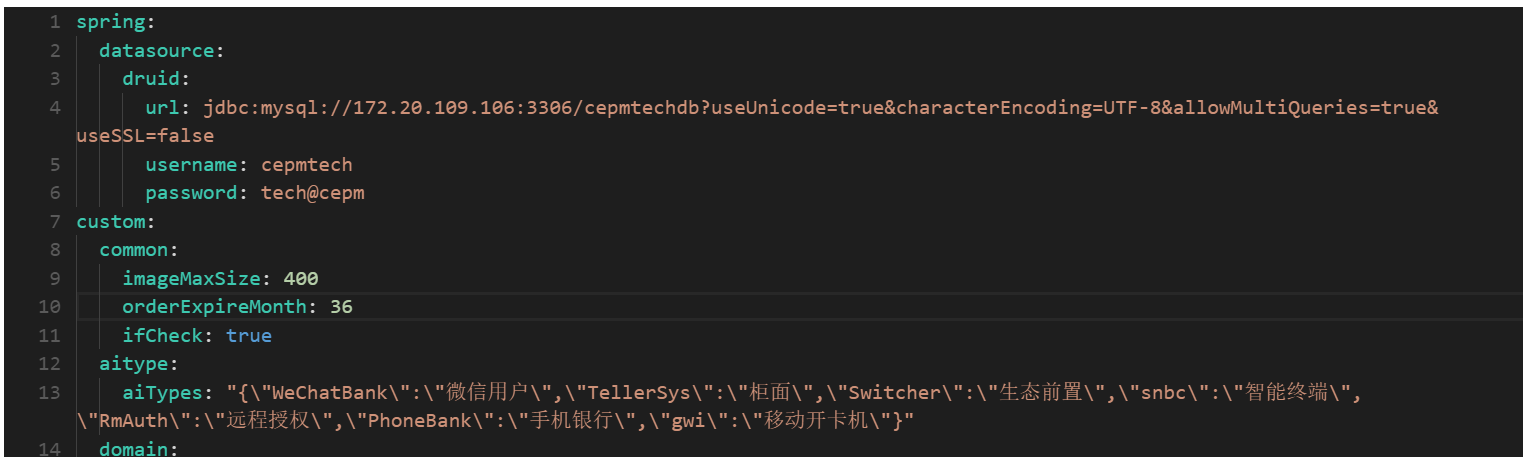 1 spring:
2 datasource:
3 druid:
4 url: jdbc:mysql://172.20.109.106:3306/cepmtechdb?useUnicode=true&characterEncoding=UTF-8&allowMultiQueries=true&
useSSL=false
5 username: cepmtech
6 password: tech@cepm
7 custom:
8 common:
9 imageMaxSize: 400
10 orderExpireMonth: 36
11 ifCheck: true
12 aitype:
13 aiTypes: "{\"WeChatBank\":\"微信用户\",\"TellerSys\":\"柜面\",\"Switcher\":\"生态前置\",\"snbc\":\"智能终端\",
\"RmAuth\":\"远程授权\",\"PhoneBank\":\"手机银行\",\"gwi\":\"移动开卡机\"}"
14 domain: